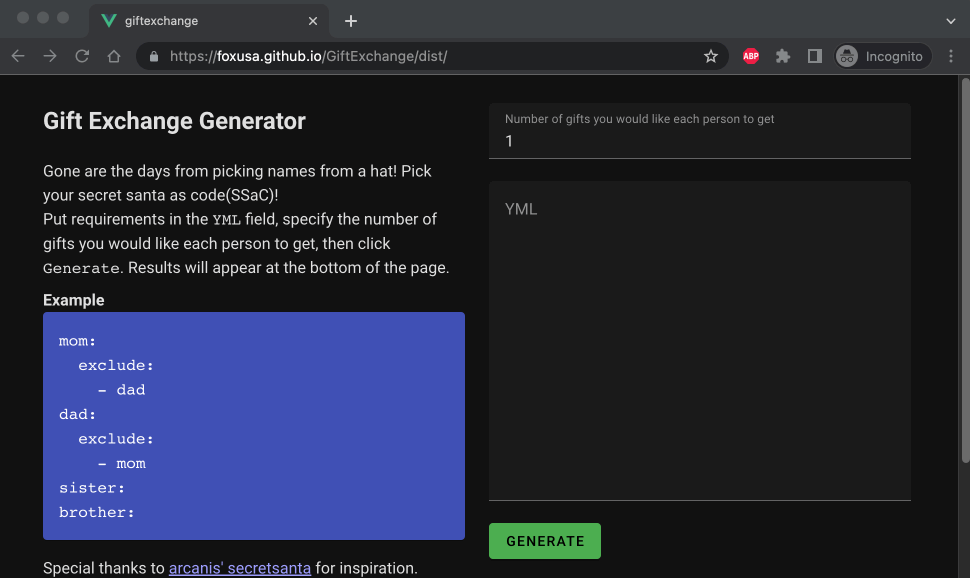 giftexchange
https://foxusa.github.io/GiftExchange/dist/
ABP
Incognito
Gift Exchange Generator
Gone are the days from picking names from a hat! Pick
your secret santa as code(SSaC)!
Put requirements in the YML field, specify the number of
gifts you would like each person to get, then click
Generate. Results will appear at the bottom of the page.
Example
mom:
  exclude:
    - dad
dad:
  exclude:
    - mom
sister:
brother:
Special thanks to arcanis' secretsanta for inspiration.
Number of gifts you would like each person to get
1
YML
GENERATE